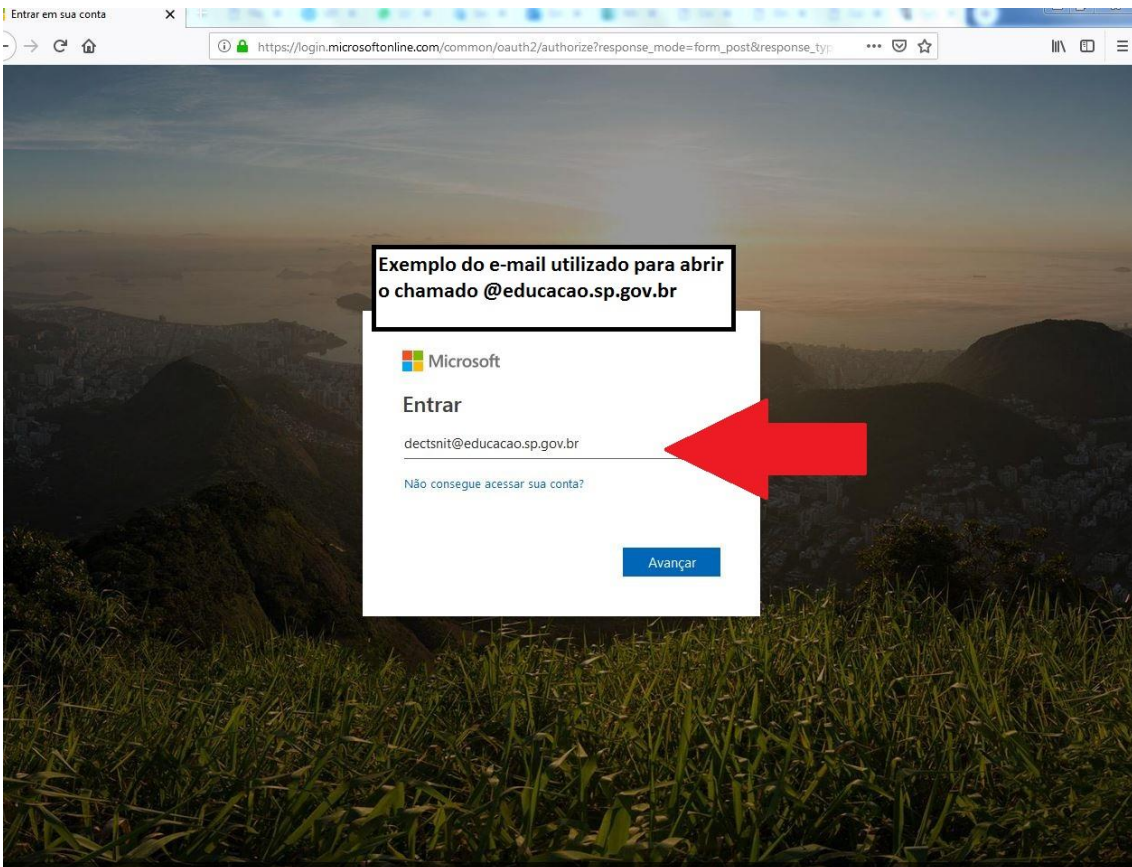 Entrar em sua conta
https://login.microsoftonline.com/common/oauth2/authorize?response_mode=form_post&response_typ
Exemplo do e-mail utilizado para abrir
o chamado @educacao.sp.gov.br
Microsoft
Entrar
dectsnit@educacao.sp.gov.br
Não consegue acessar sua conta?
Avançar